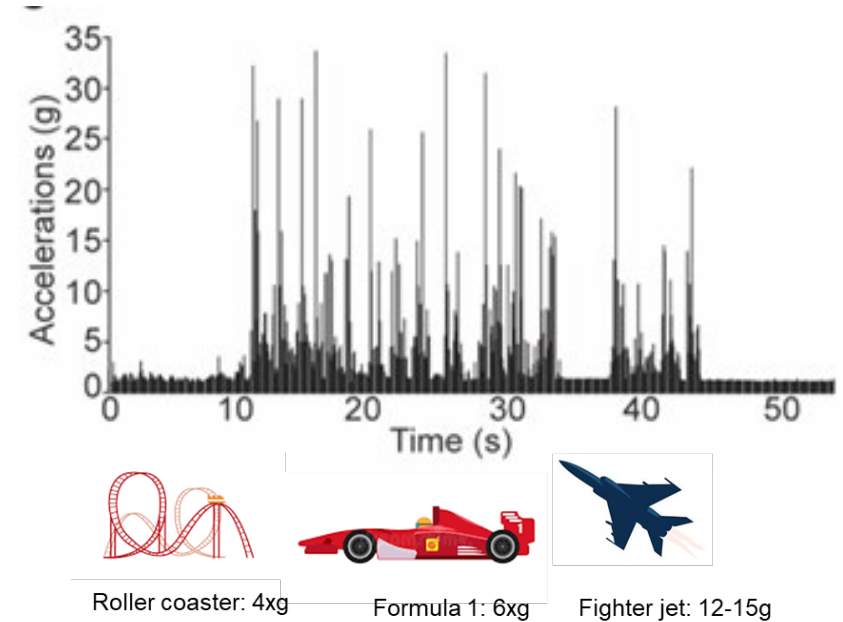 35
30
25
20
15
10
5
0
Accelerations (g)
0 10 20 30 40 50
Time (s)
Roller coaster: 4xg
Formula 1: 6xg
Fighter jet: 12-15g